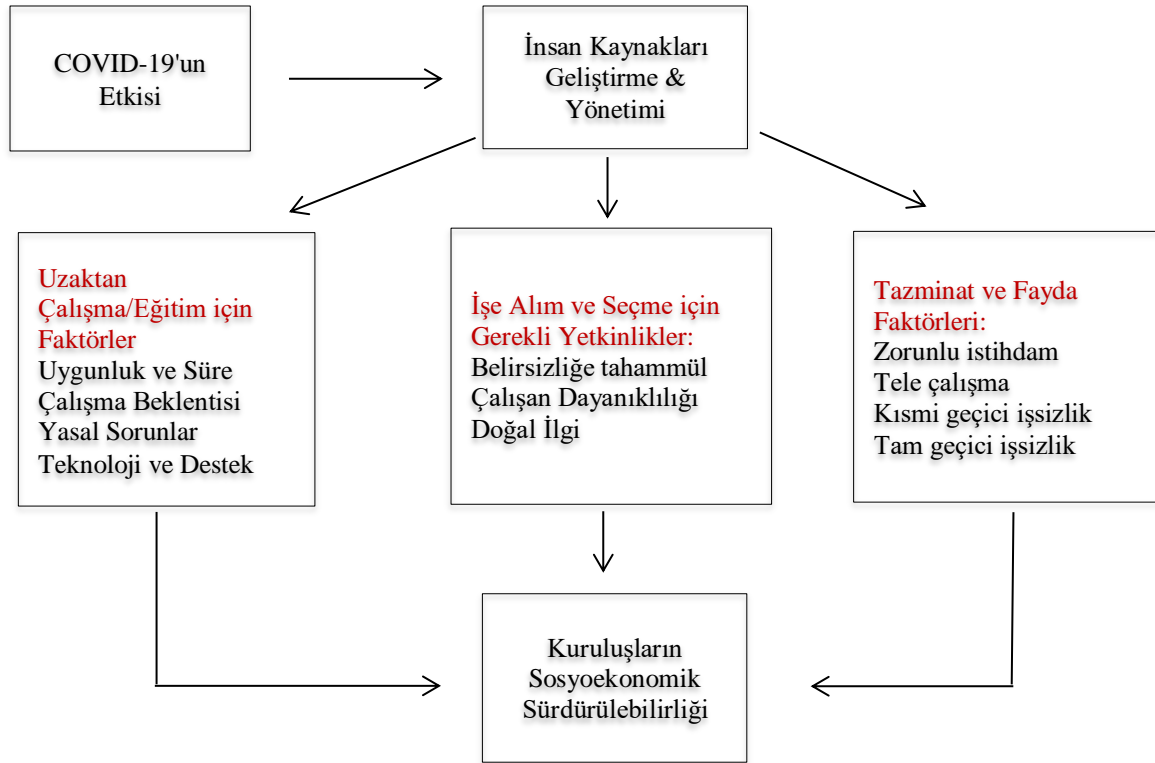 COVID-19'un
Etkisi
İnsan Kaynakları
Geliştirme &
Yönetimi
Uzaktan
Çalışma/Eğitim için
Faktörler
Uygunluk ve Süre
Çalışma Beklentisi
Yasal Sorunlar
Teknoloji ve Destek
İşe Alım ve Seçme için
Gerekli Yetkinlikler:
Belirsizliğe tahammül
Çalışan Dayanıklılığı
Doğal İlgi
Tazminat ve Fayda
Faktörleri:
Zorunlu istihdam
Tele çalışma
Kısmi geçici işsizlik
Tam geçici işsizlik
Kuruluşların
Sosyoekonomik
Sürdürülebilirliği